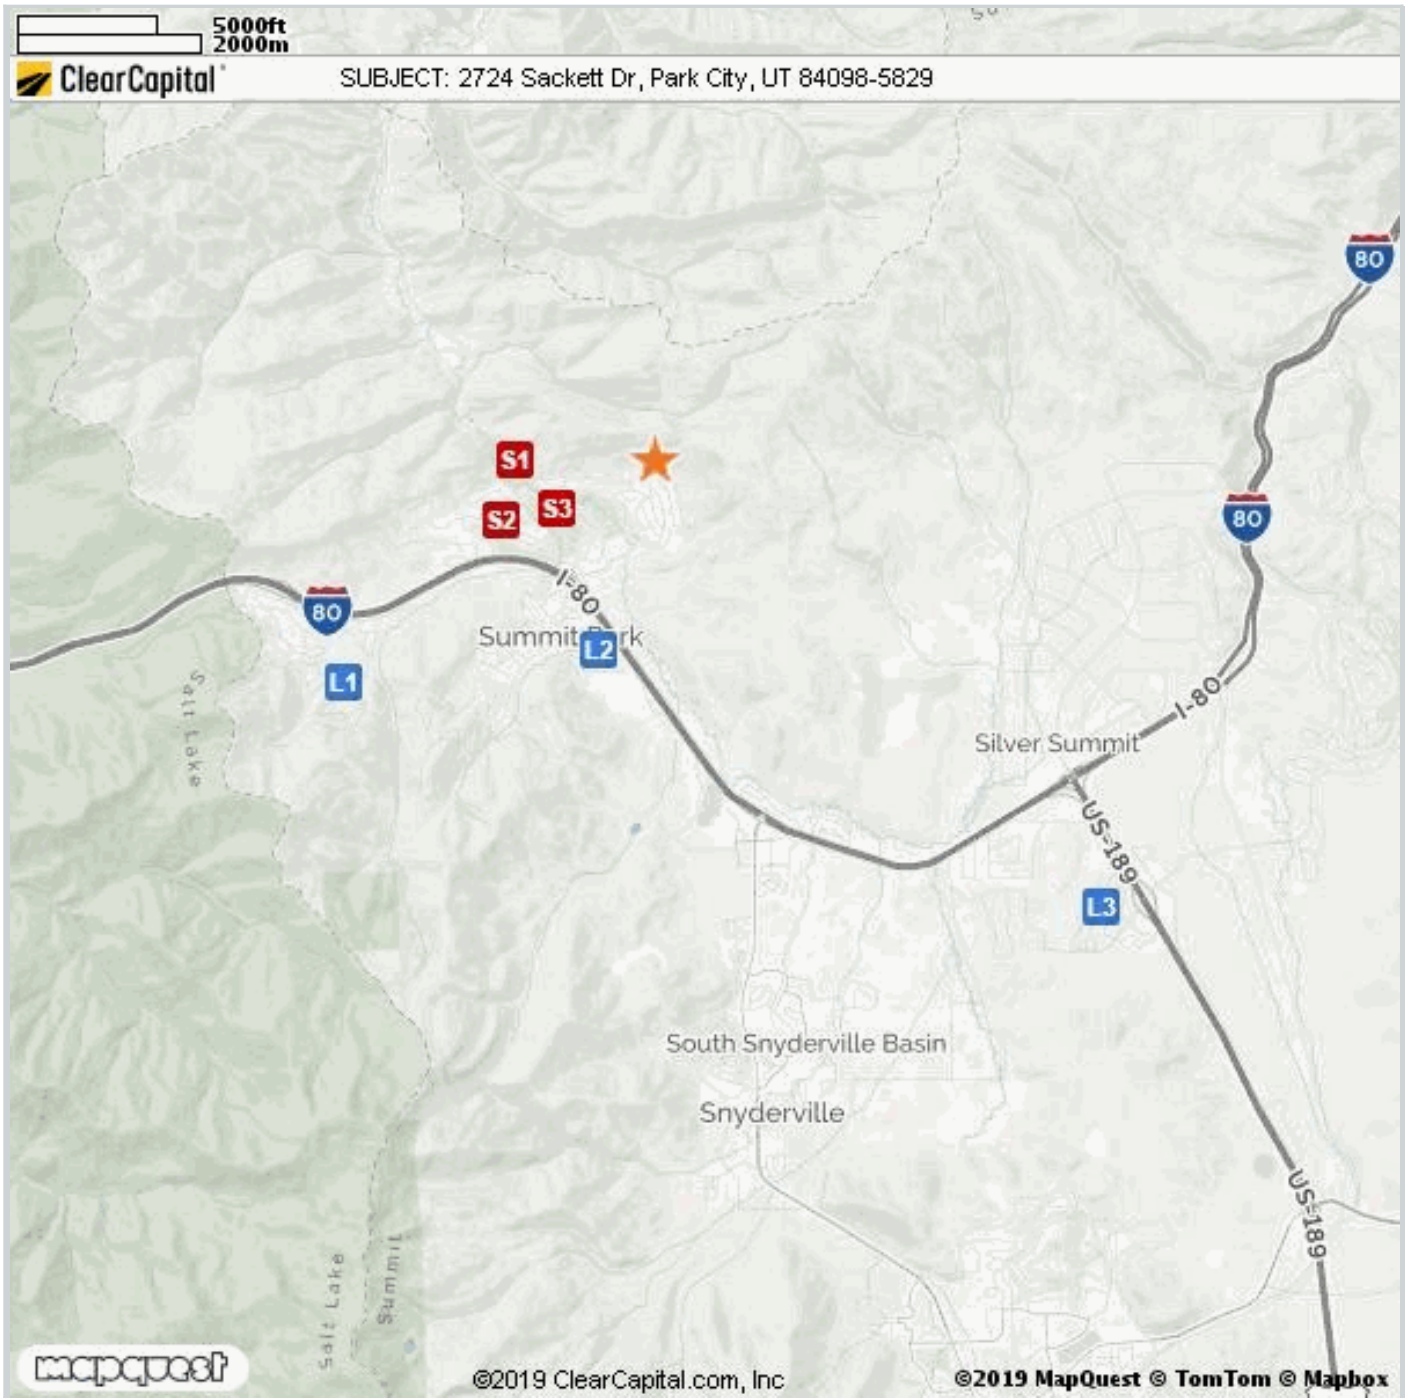 5000ft
2000m
ClearCapital
SUBJECT: 2724 Sackett Dr, Park City, UT 84098-5829
80
S1
S2
S3
80
I-80
80
Summit Park
L2
L1
Salt Lake
I-80
Silver Summit
US-189
L3
South Snyderville Basin
Snyderville
US-189
Salt Lake
Summit
mapquest
©2019 ClearCapital.com, Inc
©2019 MapQuest © TomTom © Mapbox